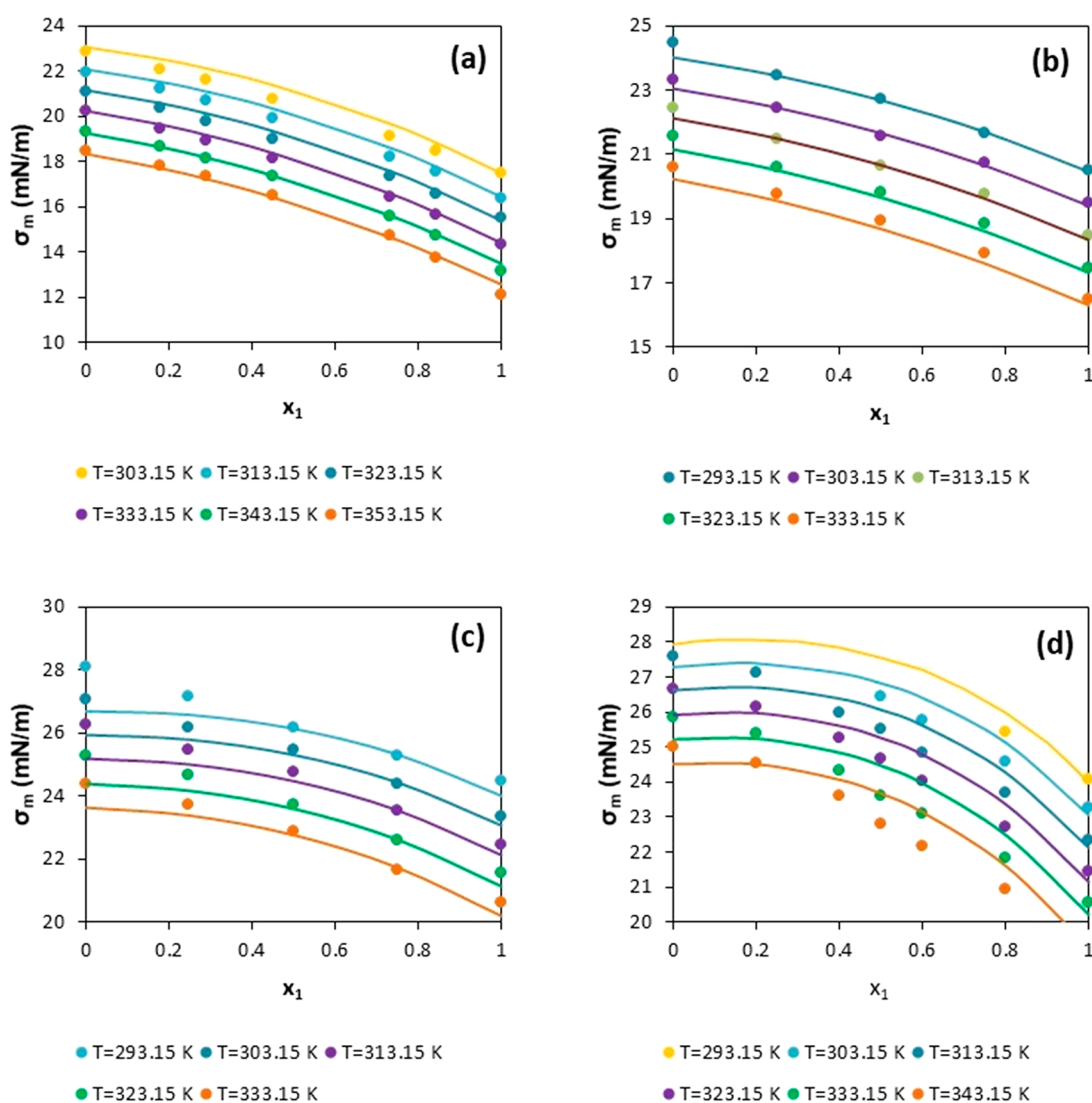 24
22
20
18
16
14
12
10
σm (mN/m)
(a)
0 0.2 0.4 0.6 0.8 1
x1
T=303.15 K T=313.15 K T=323.15 K
T=333.15 K T=343.15 K T=353.15 K
25
23
21
19
17
15
σm (mN/m)
(b)
0 0.2 0.4 0.6 0.8 1
x1
T=293.15 K T=303.15 K T=313.15 K
T=323.15 K T=333.15 K
30
28
26
24
22
20
σm (mN/m)
(c)
0 0.2 0.4 0.6 0.8 1
x1
T=293.15 K T=303.15 K T=313.15 K
T=323.15 K T=333.15 K
29
28
27
26
25
24
23
22
21
20
σm (mN/m)
(d)
0 0.2 0.4 0.6 0.8 1
x1
T=293.15 K T=303.15 K T=313.15 K
T=323.15 K T=333.15 K T=343.15 K